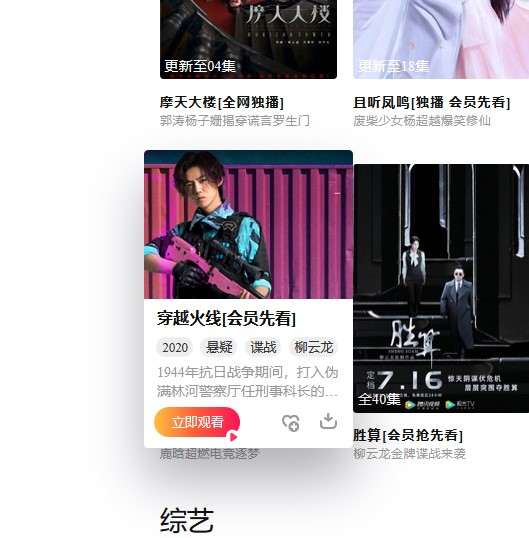 摩天大楼
更新至04集
更新至18集
摩天大楼[全网独播]
郭涛杨子姗揭穿谎言罗生门
且听凤鸣[独播 会员先看]
废柴少女杨超越爆笑修仙
穿越火线[会员先看]
2020
悬疑
谍战
柳云龙
1944年抗日战争期间，打入伪
满林河警察厅任刑事科长的…
立即观看
鹿晗超燃电竞逐梦
胜算
SHENG SUAN
定档
7.16
惊天阴谋伏危机
层层突围夺胜算
腾讯视频
全40集
胜算[会员抢先看]
柳云龙金牌谍战来袭
综艺